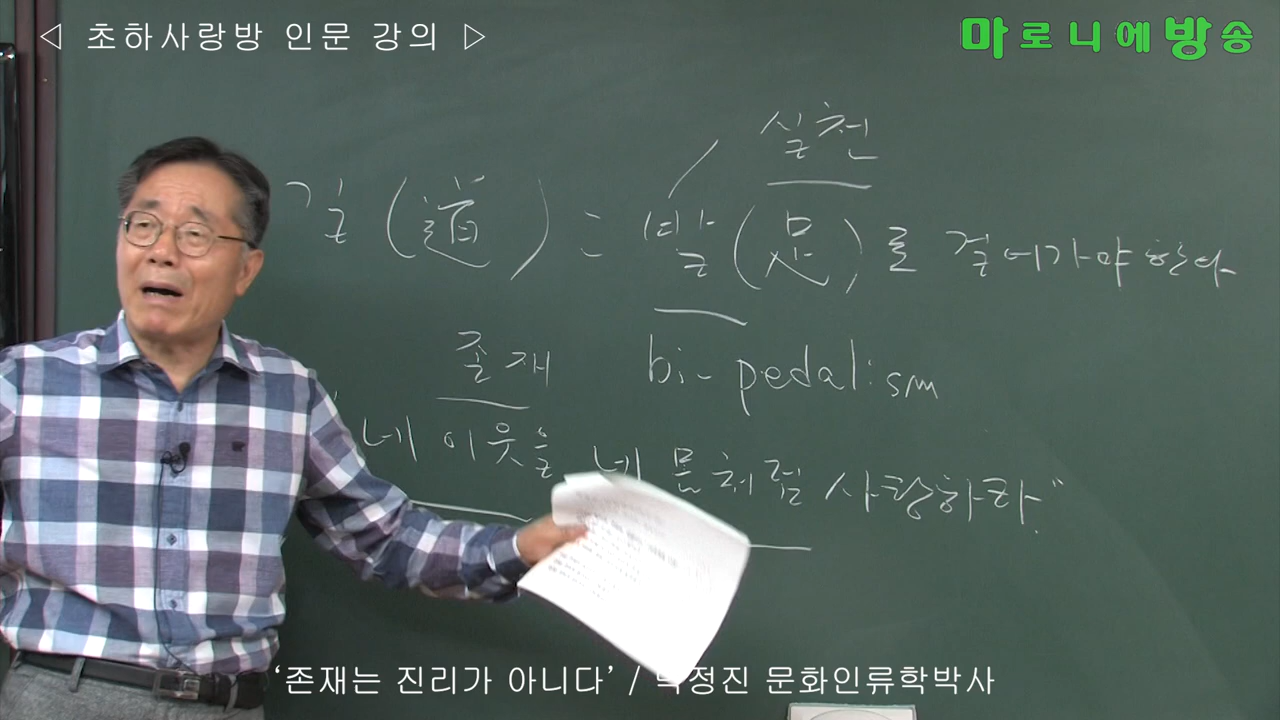 ◁ 초하사랑방 인문 강의 ▷
마로니에방송
실천
길(道)는 발(足)로 걸어가야한다
존재 bi-pedalism
"네 이웃을 네 몸처럼 사랑하라."
‘존재는 진리가 아니다’ / 박정진 문화인류학박사